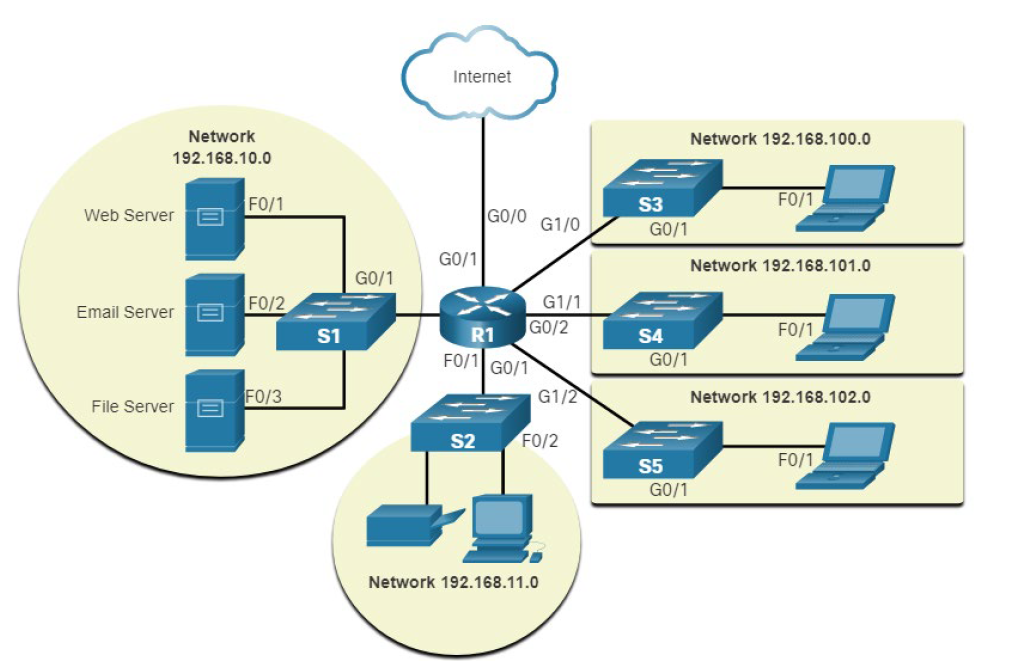 Internet
Network
192.168.10.0
Web Server
F0/1
Email Server
F0/2
File Server
F0/3
G0/1
S1
G0/0
G0/1
G1/0
G1/1
G0/2
R1
F0/1
G0/1
G1/2
S2
F0/2
Network 192.168.11.0
Network 192.168.100.0
S3
G0/1
F0/1
Network 192.168.101.0
S4
G0/1
F0/1
Network 192.168.102.0
S5
G0/1
F0/1